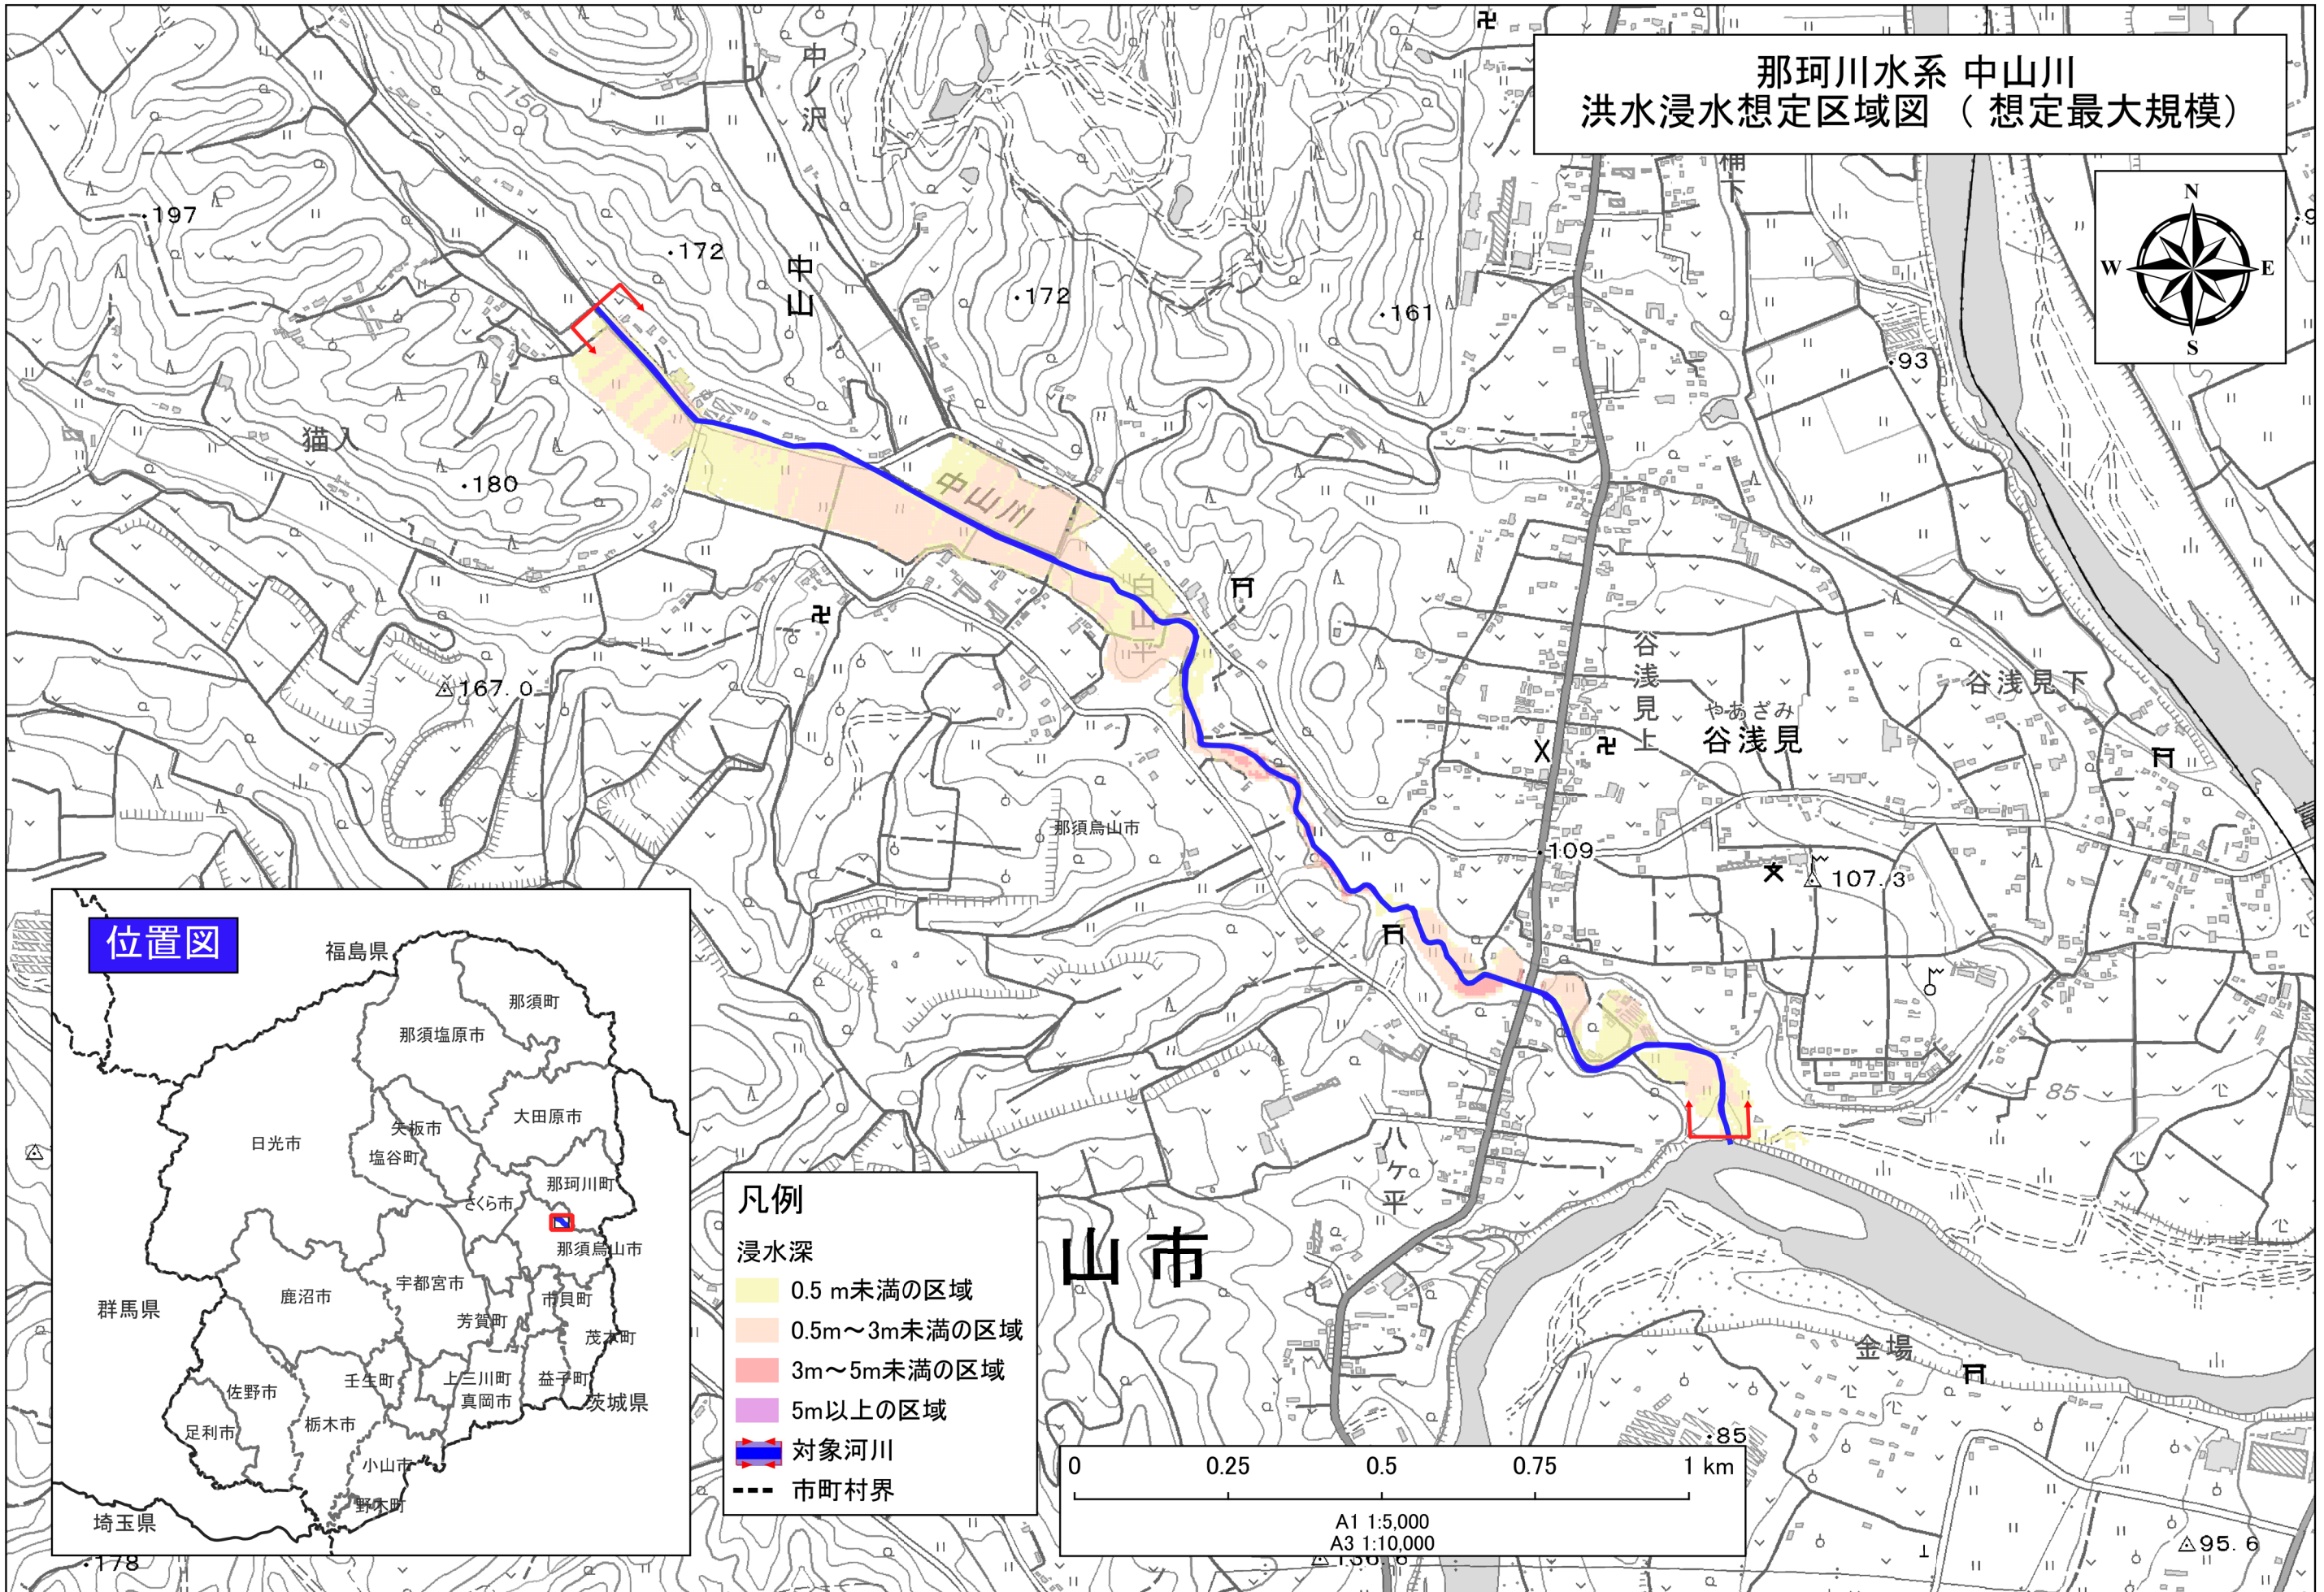 那珂川水系 中山川
洪水浸水想定区域図 （ 想定最大規模）
N
W
E
S
中ノ沢
150
197
172
中山
172
161
93
猫入
180
中山川
白山平
167.0
谷浅見上
やあざみ
谷浅見
谷浅見下
那須烏山市
109
107.3
85
八ヶ平
山市
金場
85
95.6
178
136.6
位置図
福島県
那須町
那須塩原市
大田原市
矢板市
塩谷町
日光市
那珂川町
さくら市
那須烏山市
宇都宮市
鹿沼市
群馬県
市貝町
芳賀町
茂木町
上三川町
益子町
壬生町
真岡市
茨城県
佐野市
栃木市
足利市
小山市
野木町
埼玉県
凡例
浸水深
0.5 m未満の区域
0.5m～3m未満の区域
3m～5m未満の区域
5m以上の区域
対象河川
市町村界
0 0.25 0.5 0.75 1 km
A1 1:5,000
A3 1:10,000